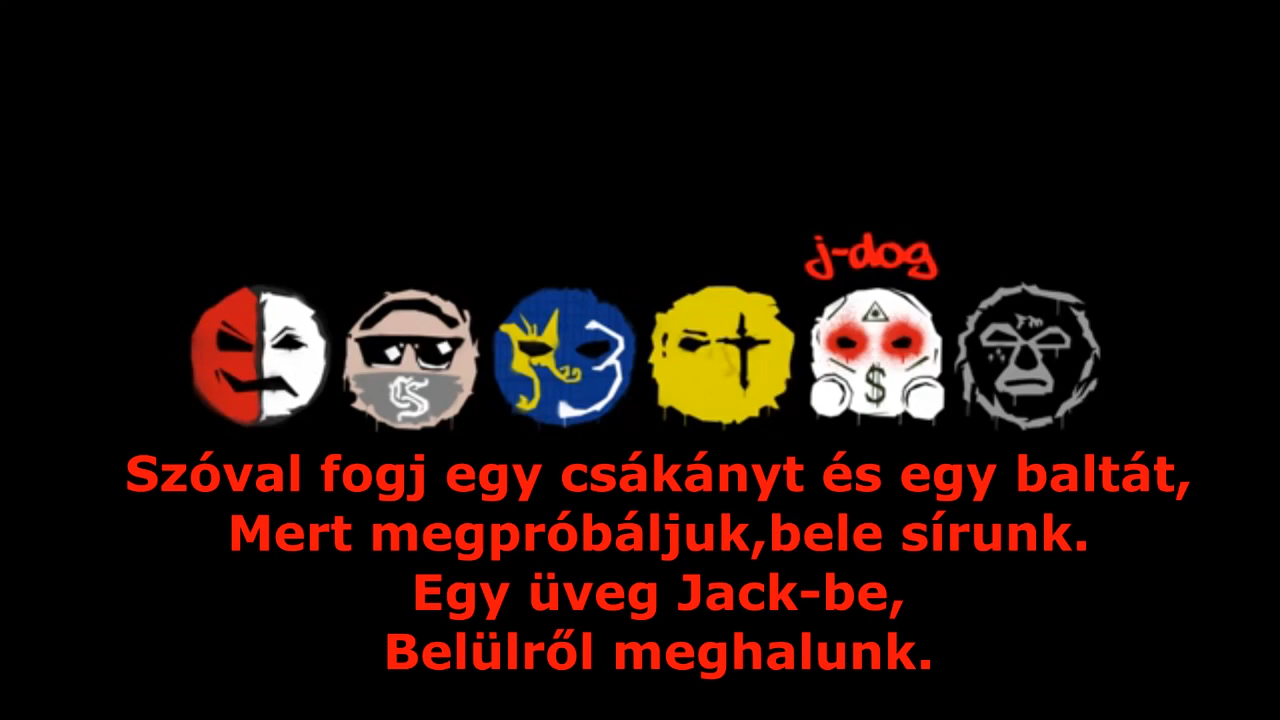 j-dog
Szóval fogj egy csákányt és egy baltát,
Mert megpróbáljuk,bele sírunk.
Egy üveg Jack-be,
Belülről meghalunk.